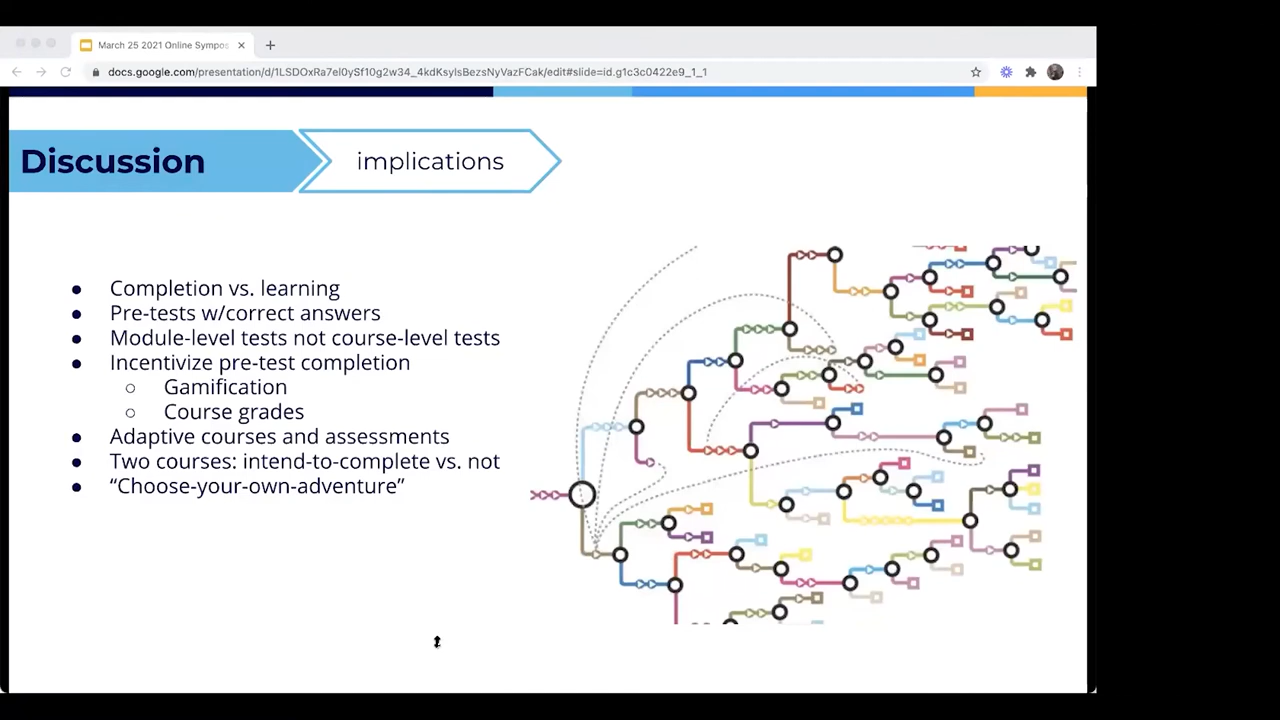 March 25 2021 Online Sympos
docs.google.com/presentation/d/1LSDOxRa7el0ySf10g2w34_4kdKsylsBezsNyVazFCak/edit#slide=id.g1c3c0422e9_1_1
Discussion
implications
● Completion vs. learning
● Pre-tests w/correct answers
● Module-level tests not course-level tests
● Incentivize pre-test completion
○ Gamification
○ Course grades
● Adaptive courses and assessments
● Two courses: intend-to-complete vs. not
● “Choose-your-own-adventure”